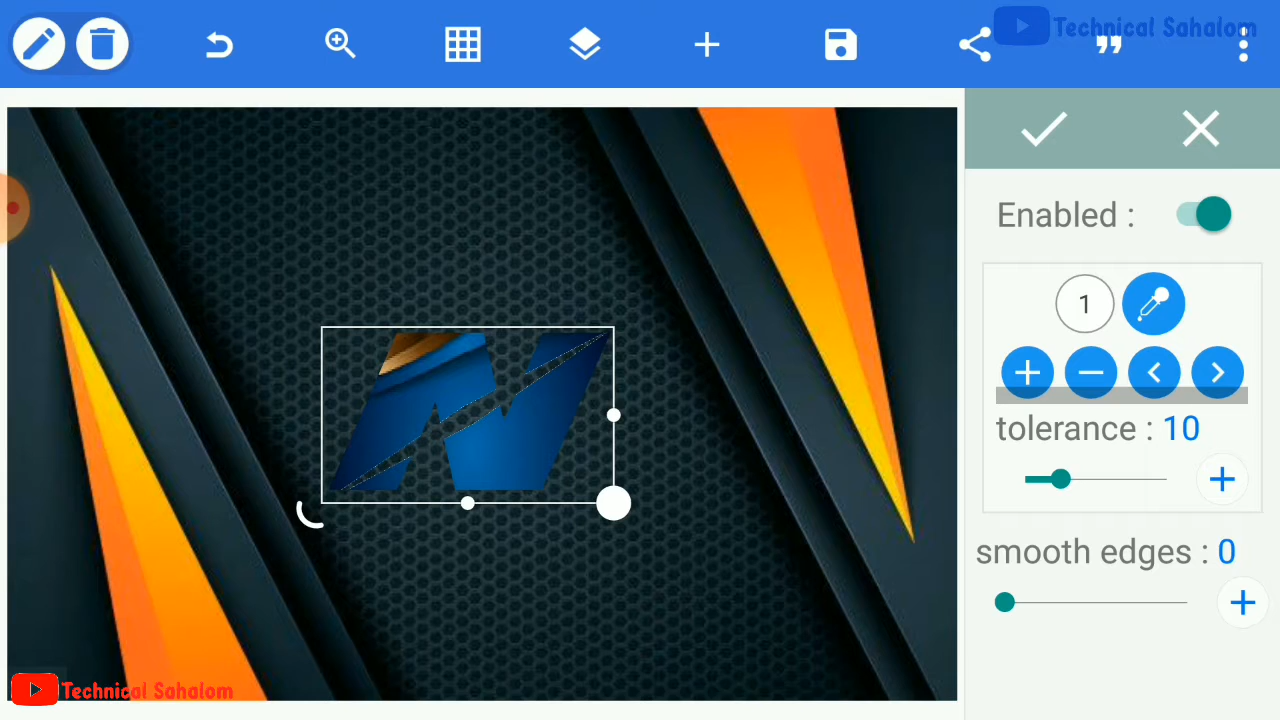 Technical Sahalom
Enabled :
1
tolerance : 10
smooth edges : 0
Technical Sahalom